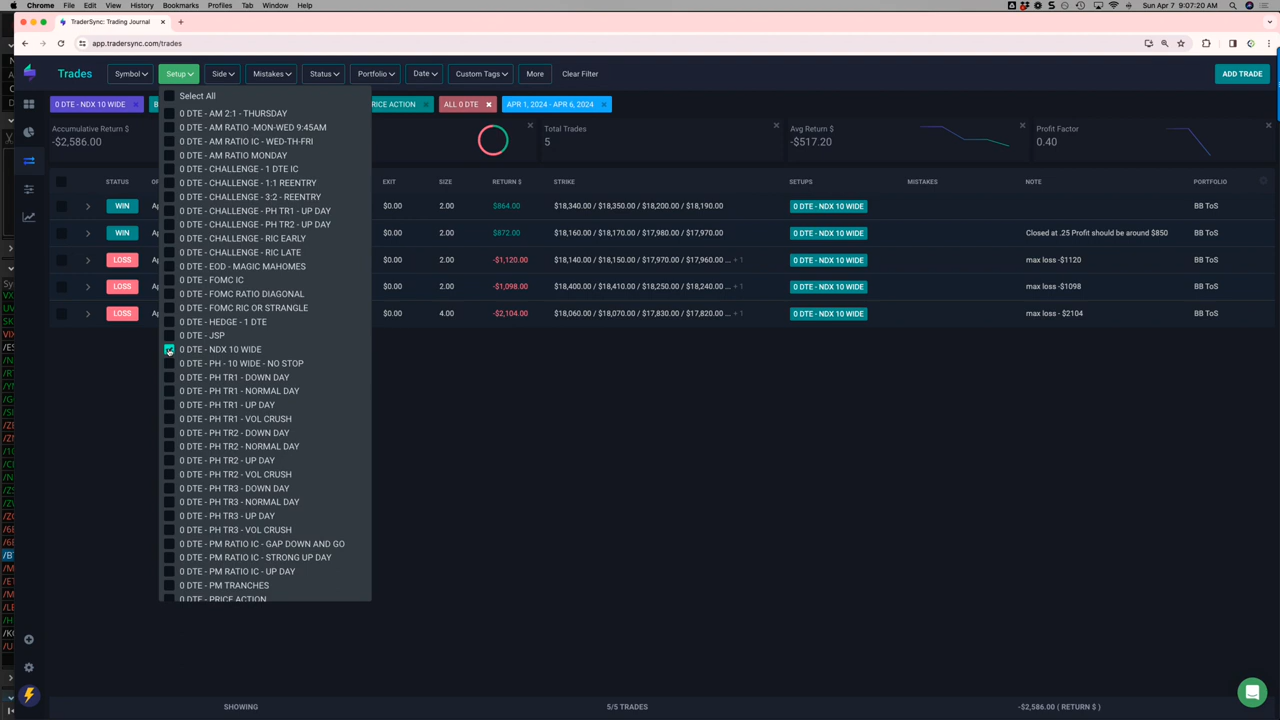 Chrome File Edit View History Bookmarks Profiles Tab Window Help Sun Apr 7 9:07:20 AM
TraderSync: Trading Journal
app.tradersync.com/trades
Trades Symbol Setup Side Mistakes Status Portfolio Date Custom Tags More Clear Filter ADD TRADE
0 DTE - NDX 10 WIDE × RICE ACTION × ALL 0 DTE × APR 1, 2024 - APR 6, 2024 ×
Select All
0 DTE - AM 2:1 - THURSDAY
0 DTE - AM RATIO -MON-WED 9:45AM
0 DTE - AM RATIO IC - WED-TH-FRI
0 DTE - AM RATIO MONDAY
0 DTE - CHALLENGE - 1 DTE IC
0 DTE - CHALLENGE - 1:1 REENTRY
0 DTE - CHALLENGE - 3:2 - REENTRY
0 DTE - CHALLENGE - PH TR1 - UP DAY
0 DTE - CHALLENGE - PH TR2 - UP DAY
0 DTE - CHALLENGE - RIC EARLY
0 DTE - CHALLENGE - RIC LATE
0 DTE - EOD - MAGIC MAHOMES
0 DTE - FOMC IC
0 DTE - FOMC RATIO DIAGONAL
0 DTE - FOMC RIC OR STRANGLE
0 DTE - HEDGE - 1 DTE
0 DTE - JSP
0 DTE - NDX 10 WIDE
0 DTE - PH - 10 WIDE - NO STOP
0 DTE - PH TR1 - DOWN DAY
0 DTE - PH TR1 - NORMAL DAY
0 DTE - PH TR1 - UP DAY
0 DTE - PH TR1 - VOL CRUSH
0 DTE - PH TR2 - DOWN DAY
0 DTE - PH TR2 - NORMAL DAY
0 DTE - PH TR2 - UP DAY
0 DTE - PH TR2 - VOL CRUSH
0 DTE - PH TR3 - DOWN DAY
0 DTE - PH TR3 - NORMAL DAY
0 DTE - PH TR3 - UP DAY
0 DTE - PH TR3 - VOL CRUSH
0 DTE - PM RATIO IC - GAP DOWN AND GO
0 DTE - PM RATIO IC - STRONG UP DAY
0 DTE - PM RATIO IC - UP DAY
0 DTE - PM TRANCHES
0 DTE - PRICE ACTION
Accumulative Return $ Total Trades Avg Return $ Profit Factor
-$2,586.00 5 -$517.20 0.40
STATUS EXIT SIZE RETURN $ STRIKE SETUPS MISTAKES NOTE PORTFOLIO
WIN $0.00 2.00 $864.00 $18,340.00 / $18,350.00 / $18,200.00 / $18,190.00 0 DTE - NDX 10 WIDE BB ToS
WIN $0.00 2.00 $872.00 $18,160.00 / $18,170.00 / $17,980.00 / $17,970.00 0 DTE - NDX 10 WIDE Closed at .25 Profit should be around $850 BB ToS
LOSS $0.00 2.00 -$1,120.00 $18,140.00 / $18,150.00 / $17,970.00 / $17,960.00 ... + 1 0 DTE - NDX 10 WIDE max loss -$1120 BB ToS
LOSS $0.00 2.00 -$1,098.00 $18,400.00 / $18,410.00 / $18,260.00 / $18,250.00 ... + 1 0 DTE - NDX 10 WIDE max loss -$1098 BB ToS
LOSS $0.00 4.00 -$2,104.00 $18,060.00 / $18,070.00 / $17,830.00 / $17,820.00 ... + 1 0 DTE - NDX 10 WIDE max loss -$2104 BB ToS
SHOWING 5/5 TRADES -$2,586.00 ( RETURN $ )